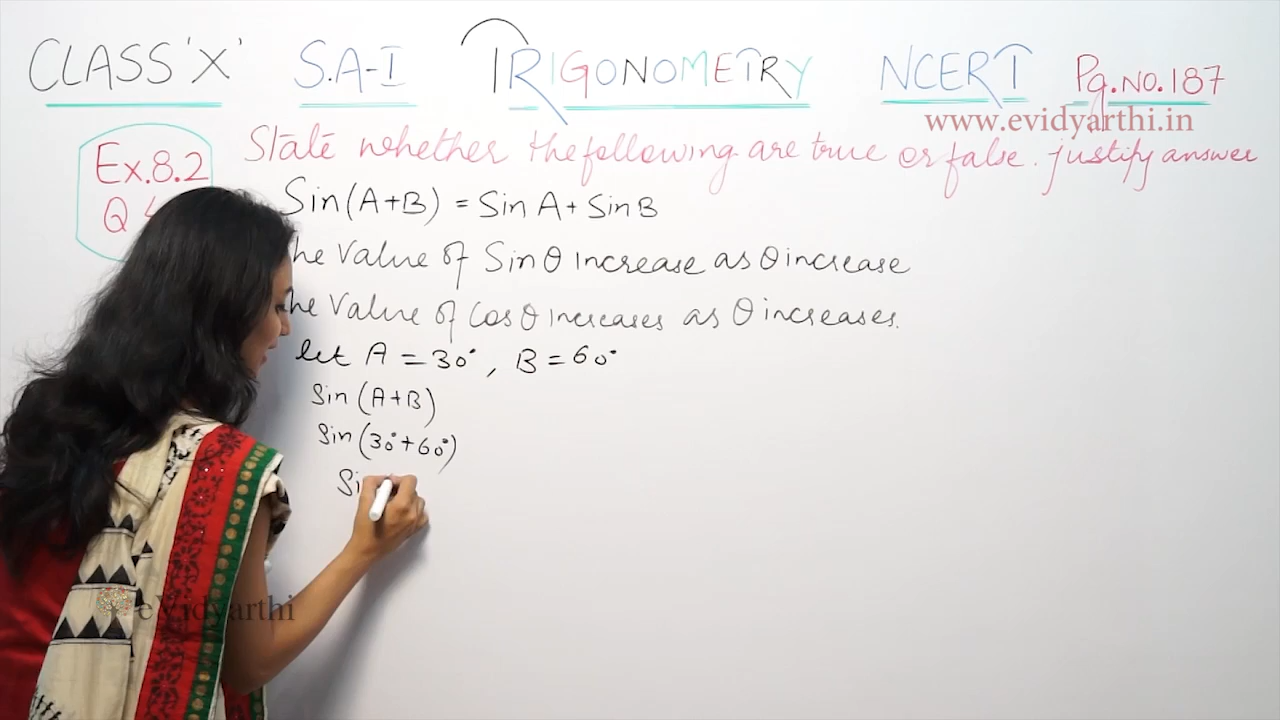 CLASS 'X' S.A-I TRIGONOMETRY NCERT Pg.NO.187
www.evidyarthi.in
Ex.8.2 State whether the following are true or false. justify answer
Q
Sin(A+B) = Sin A + Sin B
he Value of Sinθ increase as θ increase
he Value of Cosθ increases as θ increases.
let A = 30°, B = 60°
Sin (A+B)
Sin (30°+60°)
Si
eVidyarthi